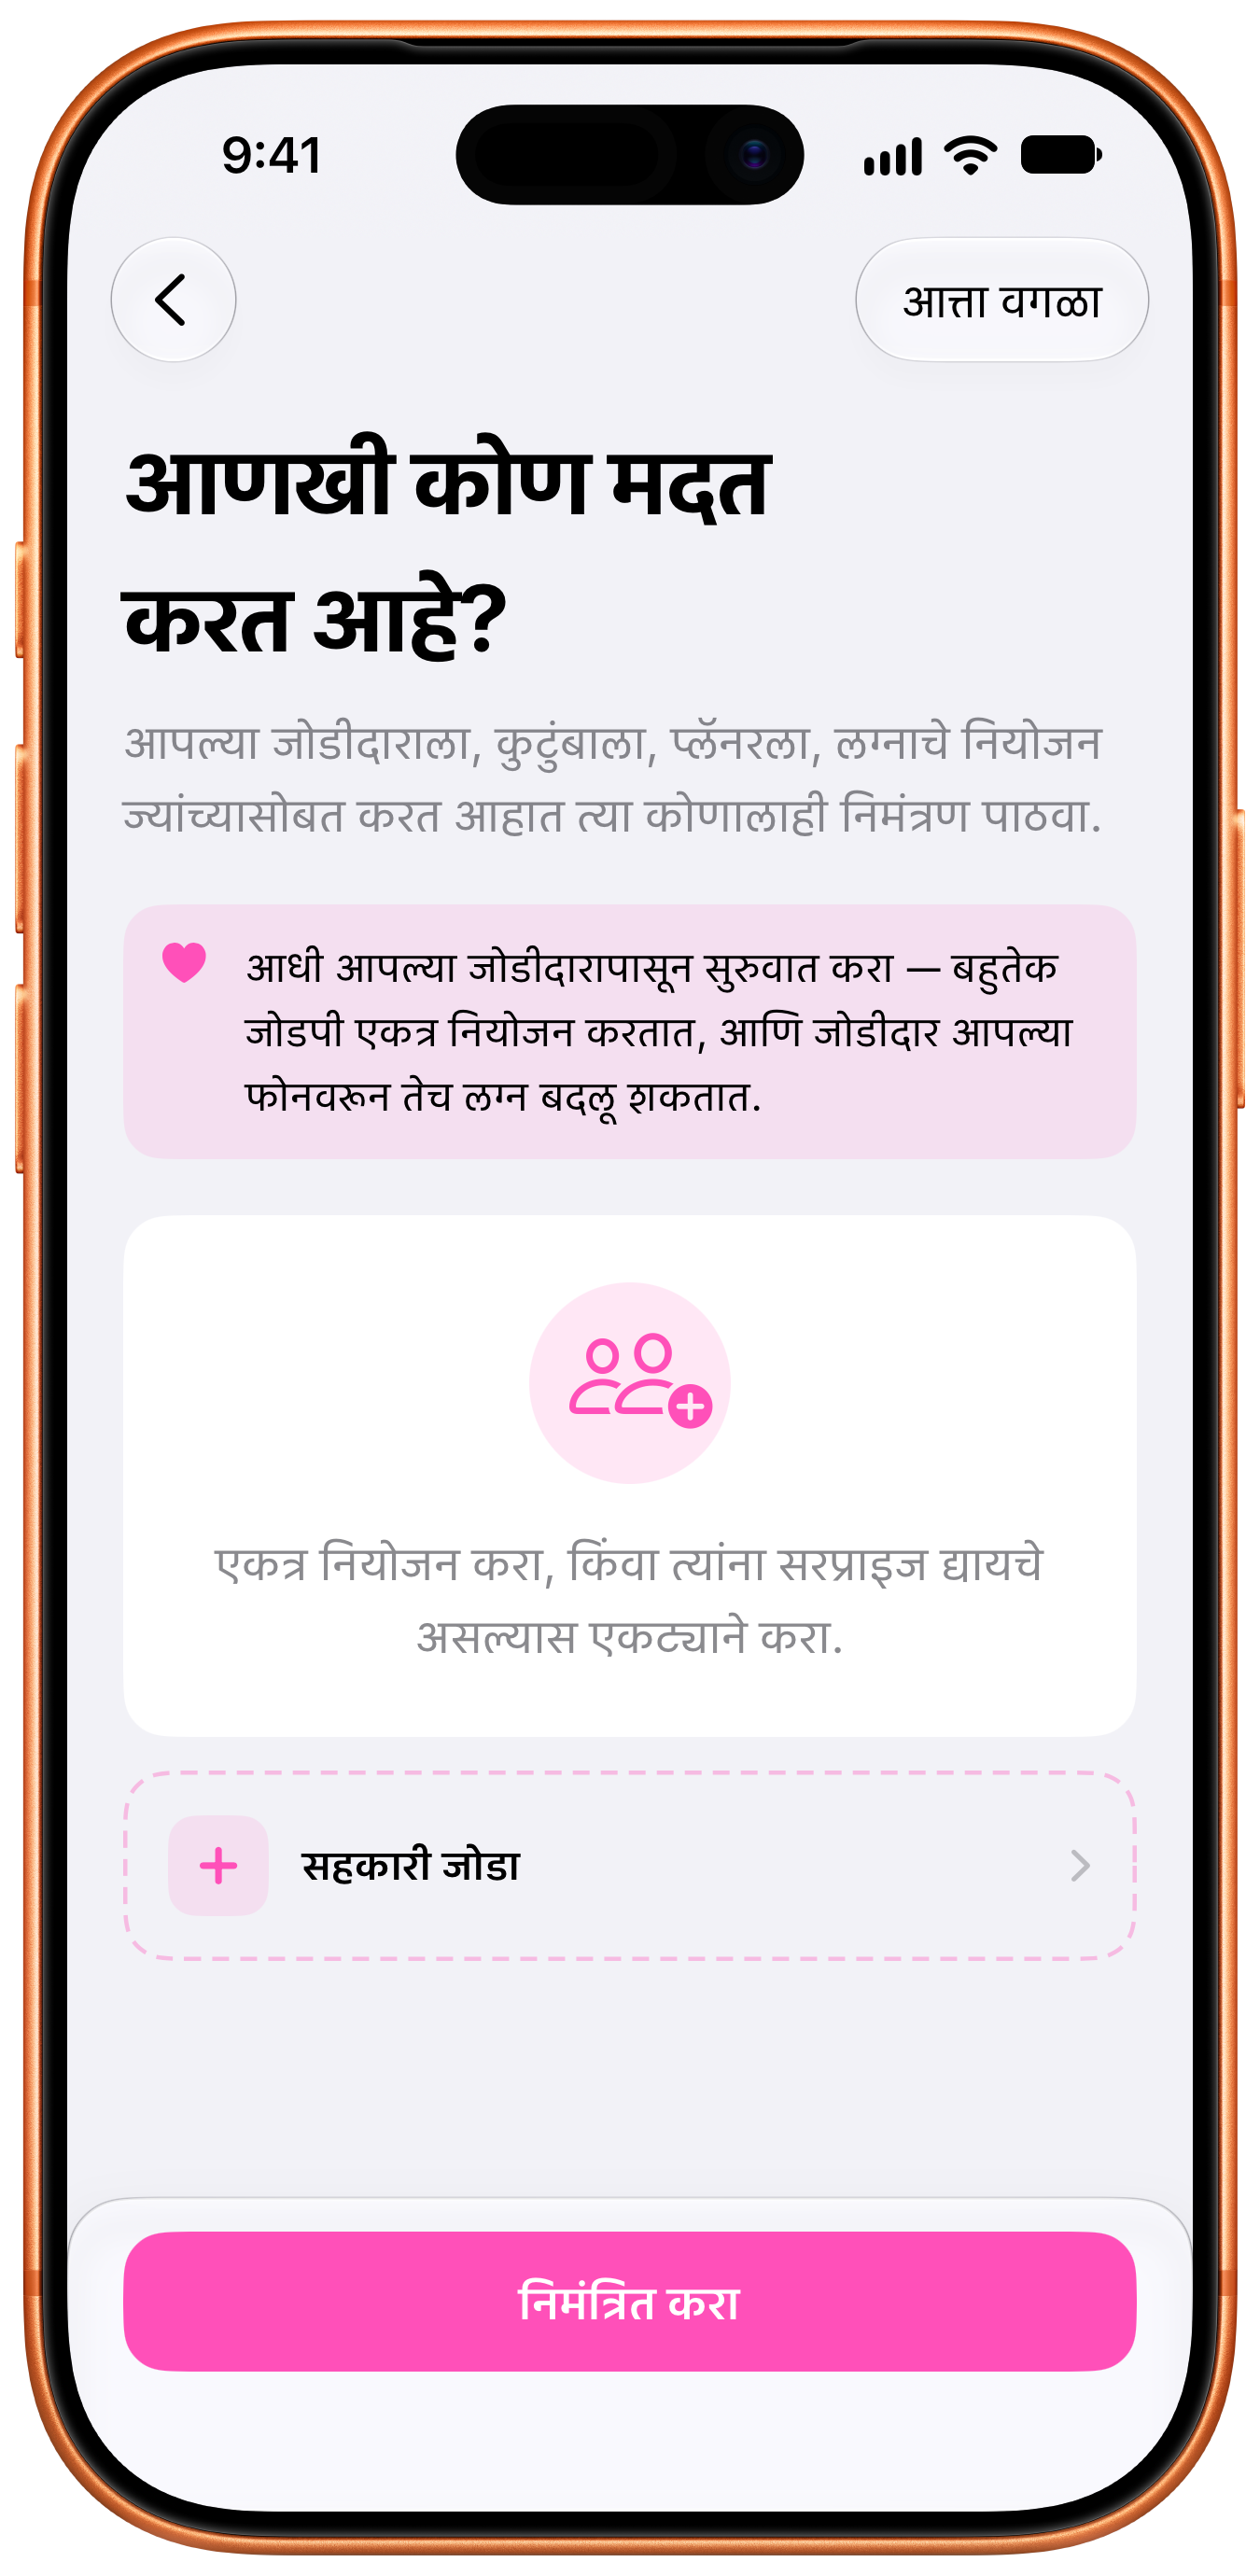 9:41
आत्ता वगळा
आणखी कोण मदत
करत आहे?
आपल्या जोडीदाराला, कुटुंबाला, प्लॅनरला, लग्नाचे नियोजन
ज्यांच्यासोबत करत आहात त्या कोणालाही निमंत्रण पाठवा.
आधी आपल्या जोडीदारापासून सुरुवात करा — बहुतेक
जोडपी एकत्र नियोजन करतात, आणि जोडीदार आपल्या
फोनवरून तेच लग्न बदलू शकतात.
एकत्र नियोजन करा, किंवा त्यांना सरप्राइज द्यायचे
असल्यास एकट्याने करा.
सहकारी जोडा
निमंत्रित करा